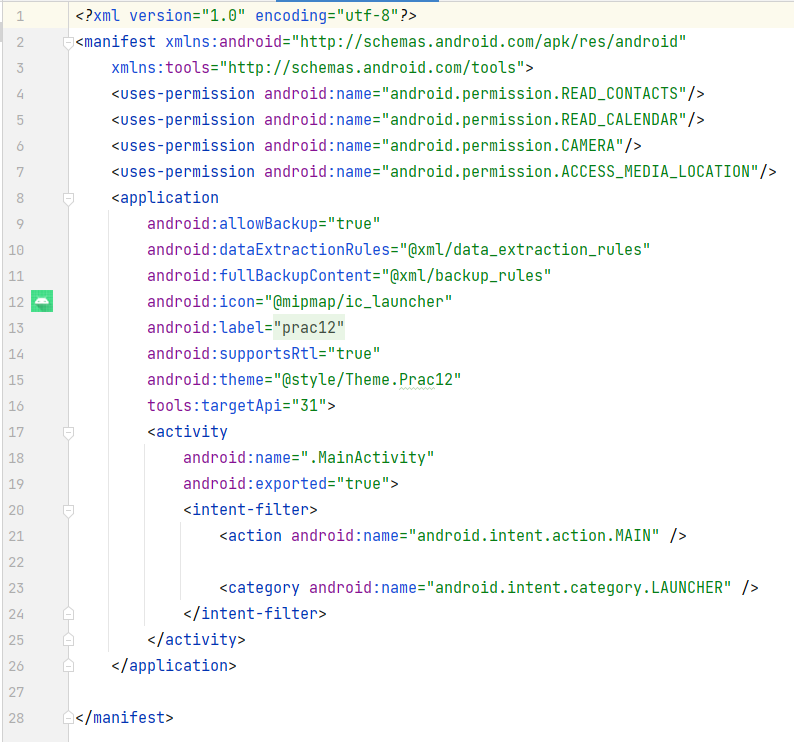 1 <?xml version="1.0" encoding="utf-8"?>
2 <manifest xmlns:android="http://schemas.android.com/apk/res/android"
3     xmlns:tools="http://schemas.android.com/tools">
4     <uses-permission android:name="android.permission.READ_CONTACTS"/>
5     <uses-permission android:name="android.permission.READ_CALENDAR"/>
6     <uses-permission android:name="android.permission.CAMERA"/>
7     <uses-permission android:name="android.permission.ACCESS_MEDIA_LOCATION"/>
8     <application
9         android:allowBackup="true"
10         android:dataExtractionRules="@xml/data_extraction_rules"
11         android:fullBackupContent="@xml/backup_rules"
12         android:icon="@mipmap/ic_launcher"
13         android:label="prac12"
14         android:supportsRtl="true"
15         android:theme="@style/Theme.Prac12"
16         tools:targetApi="31">
17         <activity
18             android:name=".MainActivity"
19             android:exported="true">
20             <intent-filter>
21                 <action android:name="android.intent.action.MAIN" />
22
23                 <category android:name="android.intent.category.LAUNCHER" />
24             </intent-filter>
25         </activity>
26     </application>
27
28 </manifest>